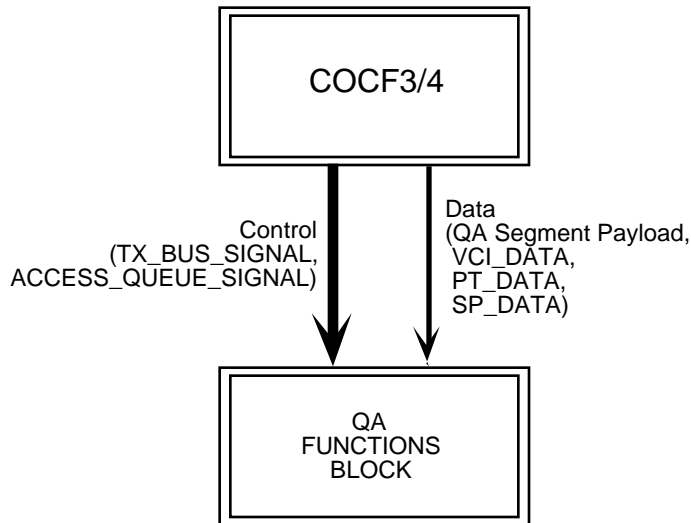 COCF3/4
Control
(TX_BUS_SIGNAL,
ACCESS_QUEUE_SIGNAL)
Data
(QA Segment Payload,
VCI_DATA,
PT_DATA,
SP_DATA)
QA
FUNCTIONS
BLOCK